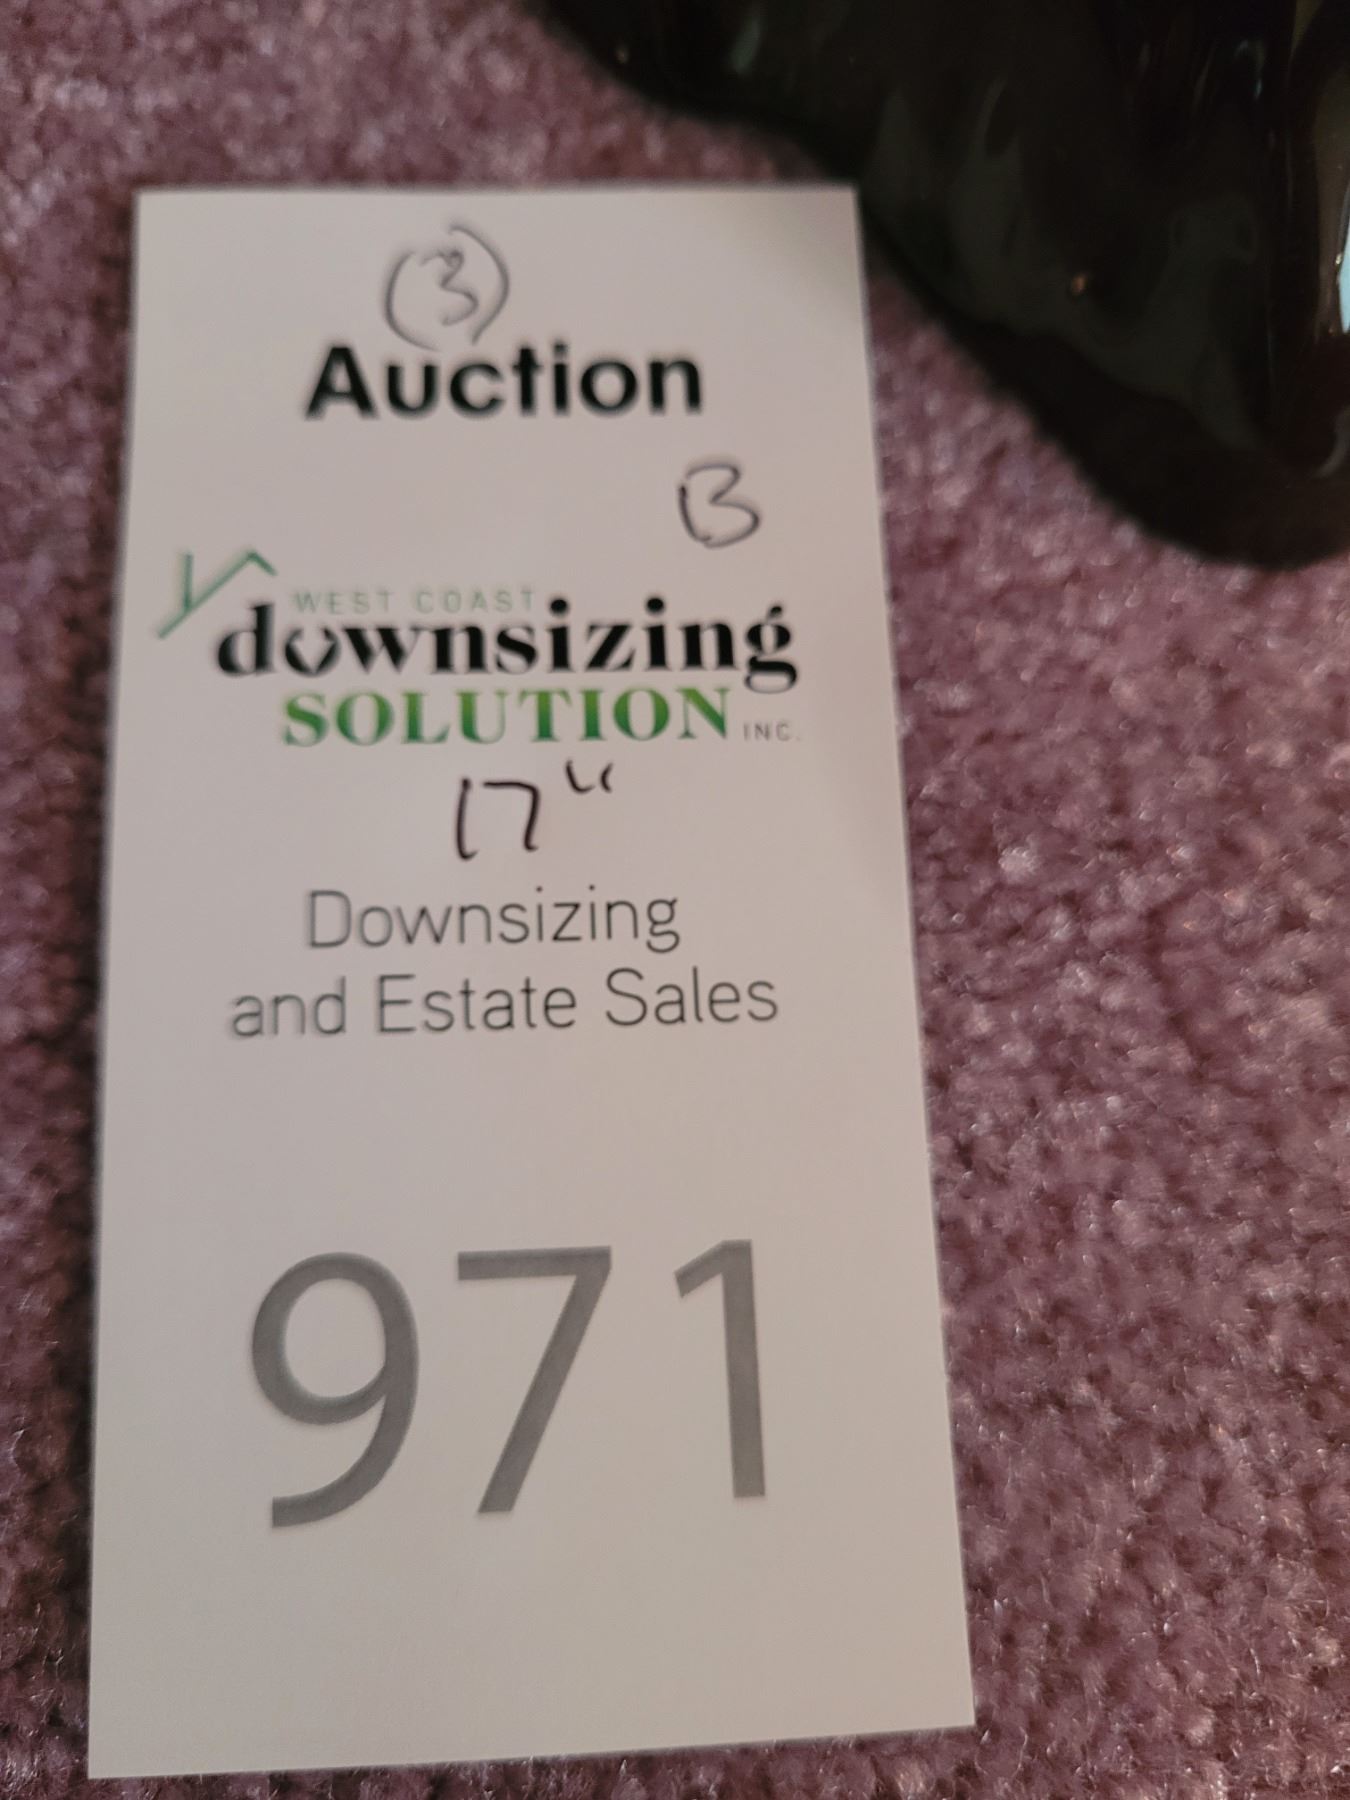 (3)
Auction
B
WEST COAST
downsizing
SOLUTION INC.
17"
Downsizing
and Estate Sales
971